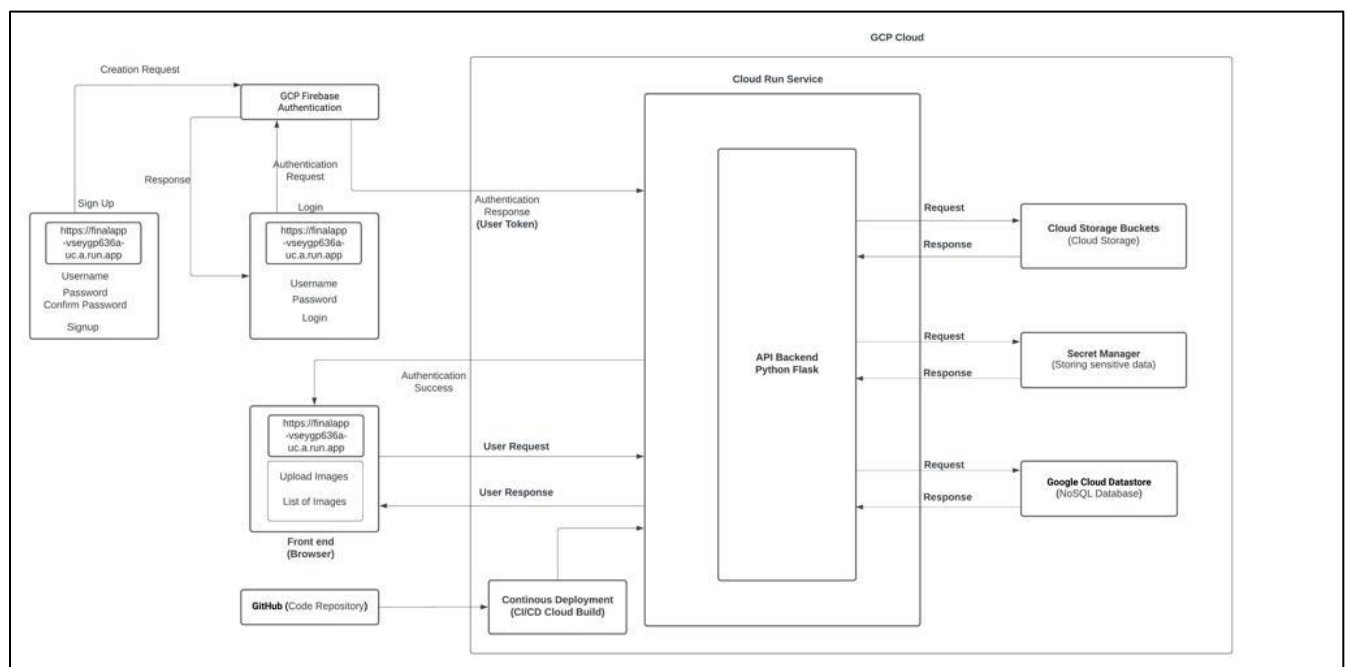 GCP Cloud
Creation Request
Cloud Run Service
GCP Firebase
Authentication
Authentication
Request
Response
Sign Up
Login
Authentication
Response
(User Token)
https://finalapp
-vseygp636a-
uc.a.run.app
Username
Password
Confirm Password
Signup
https://finalapp
-vseygp636a-
uc.a.run.app
Username
Password
Login
Request
Response
Cloud Storage Buckets
(Cloud Storage)
API Backend
Python Flask
Request
Response
Secret Manager
(Storing sensitive data)
Authentication
Success
https://finalapp
-vseygp636a-
uc.a.run.app
Upload Images
List of Images
Front end
(Browser)
User Request
User Response
Request
Response
Google Cloud Datastore
(NoSQL Database)
GitHub (Code Repository)
Continous Deployment
(CI/CD Cloud Build)